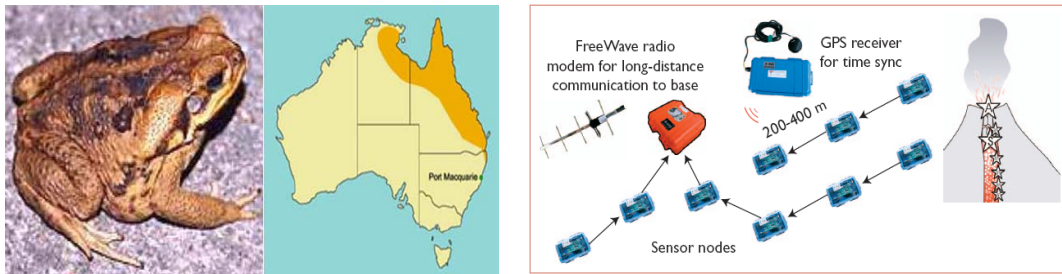 Port Macquarie
FreeWave radio
modem for long-distance
communication to base
GPS receiver
for time sync
200-400 m
Sensor nodes